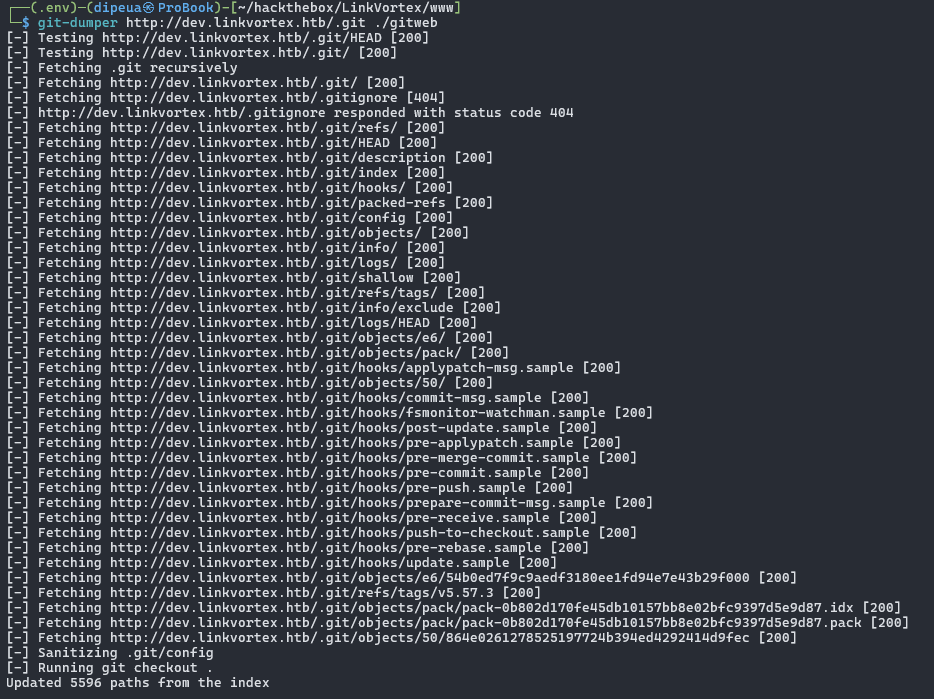 ┌──(.env)─(dipeua㉿ProBook)-[~/hackthebox/LinkVortex/www]
└─$ git-dumper http://dev.linkvortex.htb/.git ./gitweb
[-] Testing http://dev.linkvortex.htb/.git/HEAD [200]
[-] Testing http://dev.linkvortex.htb/.git/ [200]
[-] Fetching .git recursively
[-] Fetching http://dev.linkvortex.htb/.git/ [200]
[-] Fetching http://dev.linkvortex.htb/.gitignore [404]
[-] http://dev.linkvortex.htb/.gitignore responded with status code 404
[-] Fetching http://dev.linkvortex.htb/.git/refs/ [200]
[-] Fetching http://dev.linkvortex.htb/.git/HEAD [200]
[-] Fetching http://dev.linkvortex.htb/.git/description [200]
[-] Fetching http://dev.linkvortex.htb/.git/index [200]
[-] Fetching http://dev.linkvortex.htb/.git/hooks/ [200]
[-] Fetching http://dev.linkvortex.htb/.git/packed-refs [200]
[-] Fetching http://dev.linkvortex.htb/.git/config [200]
[-] Fetching http://dev.linkvortex.htb/.git/objects/ [200]
[-] Fetching http://dev.linkvortex.htb/.git/info/ [200]
[-] Fetching http://dev.linkvortex.htb/.git/logs/ [200]
[-] Fetching http://dev.linkvortex.htb/.git/shallow [200]
[-] Fetching http://dev.linkvortex.htb/.git/refs/tags/ [200]
[-] Fetching http://dev.linkvortex.htb/.git/info/exclude [200]
[-] Fetching http://dev.linkvortex.htb/.git/logs/HEAD [200]
[-] Fetching http://dev.linkvortex.htb/.git/objects/e6/ [200]
[-] Fetching http://dev.linkvortex.htb/.git/objects/pack/ [200]
[-] Fetching http://dev.linkvortex.htb/.git/hooks/applypatch-msg.sample [200]
[-] Fetching http://dev.linkvortex.htb/.git/objects/50/ [200]
[-] Fetching http://dev.linkvortex.htb/.git/hooks/commit-msg.sample [200]
[-] Fetching http://dev.linkvortex.htb/.git/hooks/fsmonitor-watchman.sample [200]
[-] Fetching http://dev.linkvortex.htb/.git/hooks/post-update.sample [200]
[-] Fetching http://dev.linkvortex.htb/.git/hooks/pre-applypatch.sample [200]
[-] Fetching http://dev.linkvortex.htb/.git/hooks/pre-merge-commit.sample [200]
[-] Fetching http://dev.linkvortex.htb/.git/hooks/pre-commit.sample [200]
[-] Fetching http://dev.linkvortex.htb/.git/hooks/pre-push.sample [200]
[-] Fetching http://dev.linkvortex.htb/.git/hooks/prepare-commit-msg.sample [200]
[-] Fetching http://dev.linkvortex.htb/.git/hooks/pre-receive.sample [200]
[-] Fetching http://dev.linkvortex.htb/.git/hooks/push-to-checkout.sample [200]
[-] Fetching http://dev.linkvortex.htb/.git/hooks/pre-rebase.sample [200]
[-] Fetching http://dev.linkvortex.htb/.git/hooks/update.sample [200]
[-] Fetching http://dev.linkvortex.htb/.git/objects/e6/54b0ed7f9c9aedf3180ee1fd94e7e43b29f000 [200]
[-] Fetching http://dev.linkvortex.htb/.git/refs/tags/v5.57.3 [200]
[-] Fetching http://dev.linkvortex.htb/.git/objects/pack/pack-0b802d170fe45db10157bb8e02bfc9397d5e9d87.idx [200]
[-] Fetching http://dev.linkvortex.htb/.git/objects/pack/pack-0b802d170fe45db10157bb8e02bfc9397d5e9d87.pack [200]
[-] Fetching http://dev.linkvortex.htb/.git/objects/50/864e0261278525197724b394ed4292414d9fec [200]
[-] Sanitizing .git/config
[-] Running git checkout .
Updated 5596 paths from the index